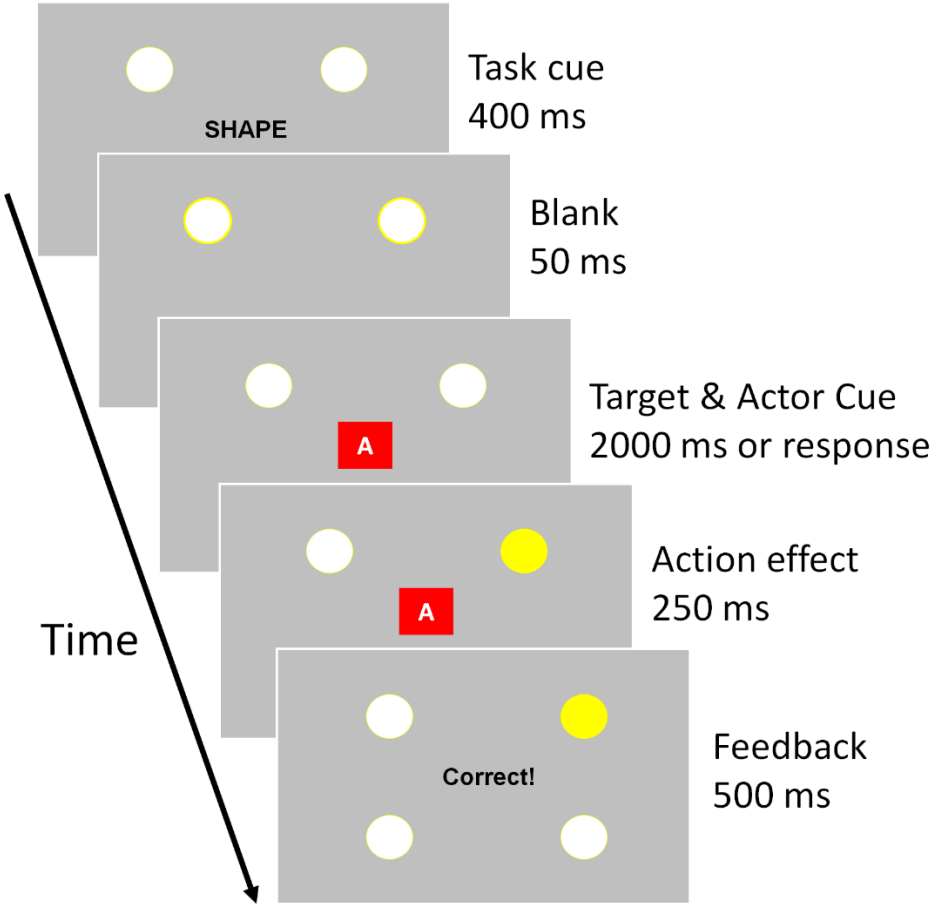 Task cue
400 ms
SHAPE
Blank
50 ms
Target & Actor Cue
2000 ms or response
A
Action effect
250 ms
A
Time
Feedback
500 ms
Correct!